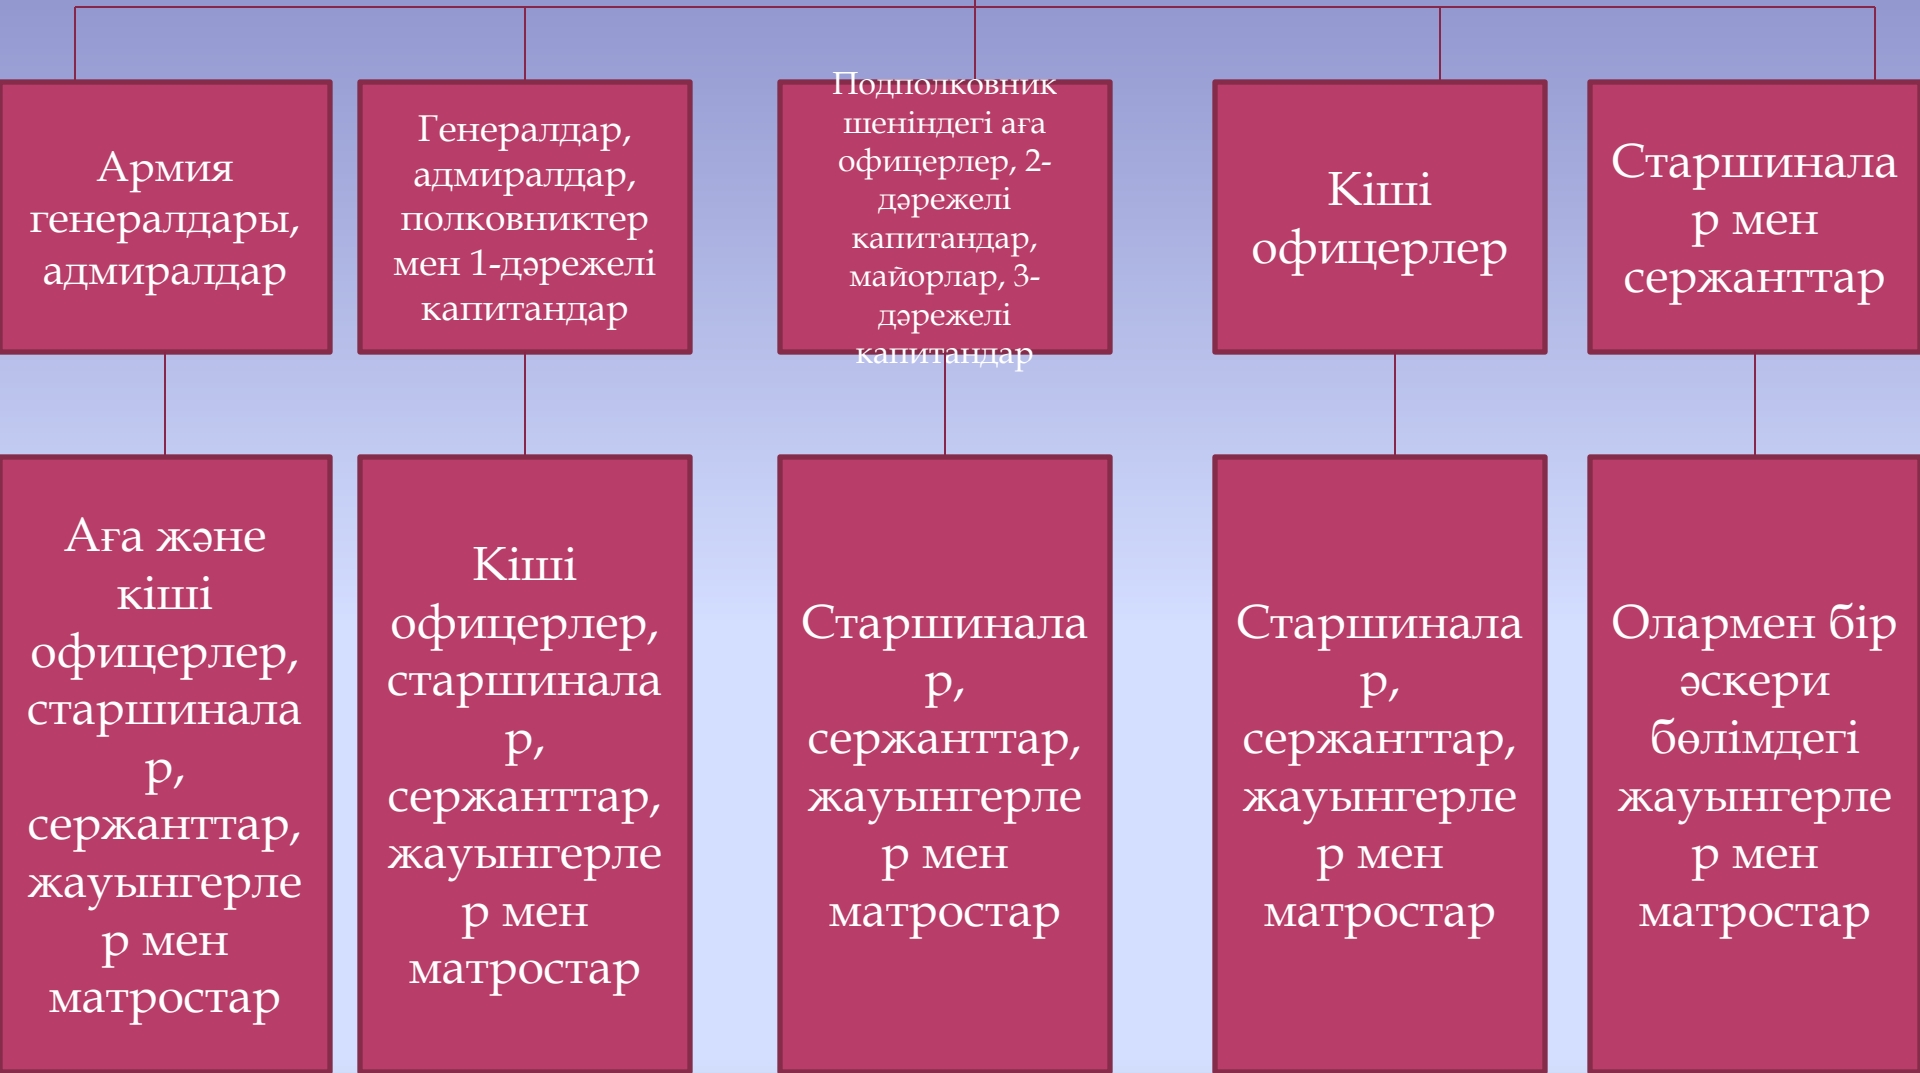 Армия
генералдары,
адмиралдар
Генералдар,
адмиралдар,
полковниктер
мен 1-дәрежелі
капитандар
Подполковник
шеніндегі аға
офицерлер, 2-
дәрежелі
капитандар,
майорлар, 3-
дәрежелі
капитандар
Кіші
офицерлер
Старшинала
р мен
сержанттар
Аға және
кіші
офицерлер,
старшинала
р,
сержанттар,
жауынгерле
р мен
матростар
Кіші
офицерлер,
старшинала
р,
сержанттар,
жауынгерле
р мен
матростар
Старшинала
р,
сержанттар,
жауынгерле
р мен
матростар
Старшинала
р,
сержанттар,
жауынгерле
р мен
матростар
Олармен бір
әскери
бөлімдегі
жауынгерле
р мен
матростар